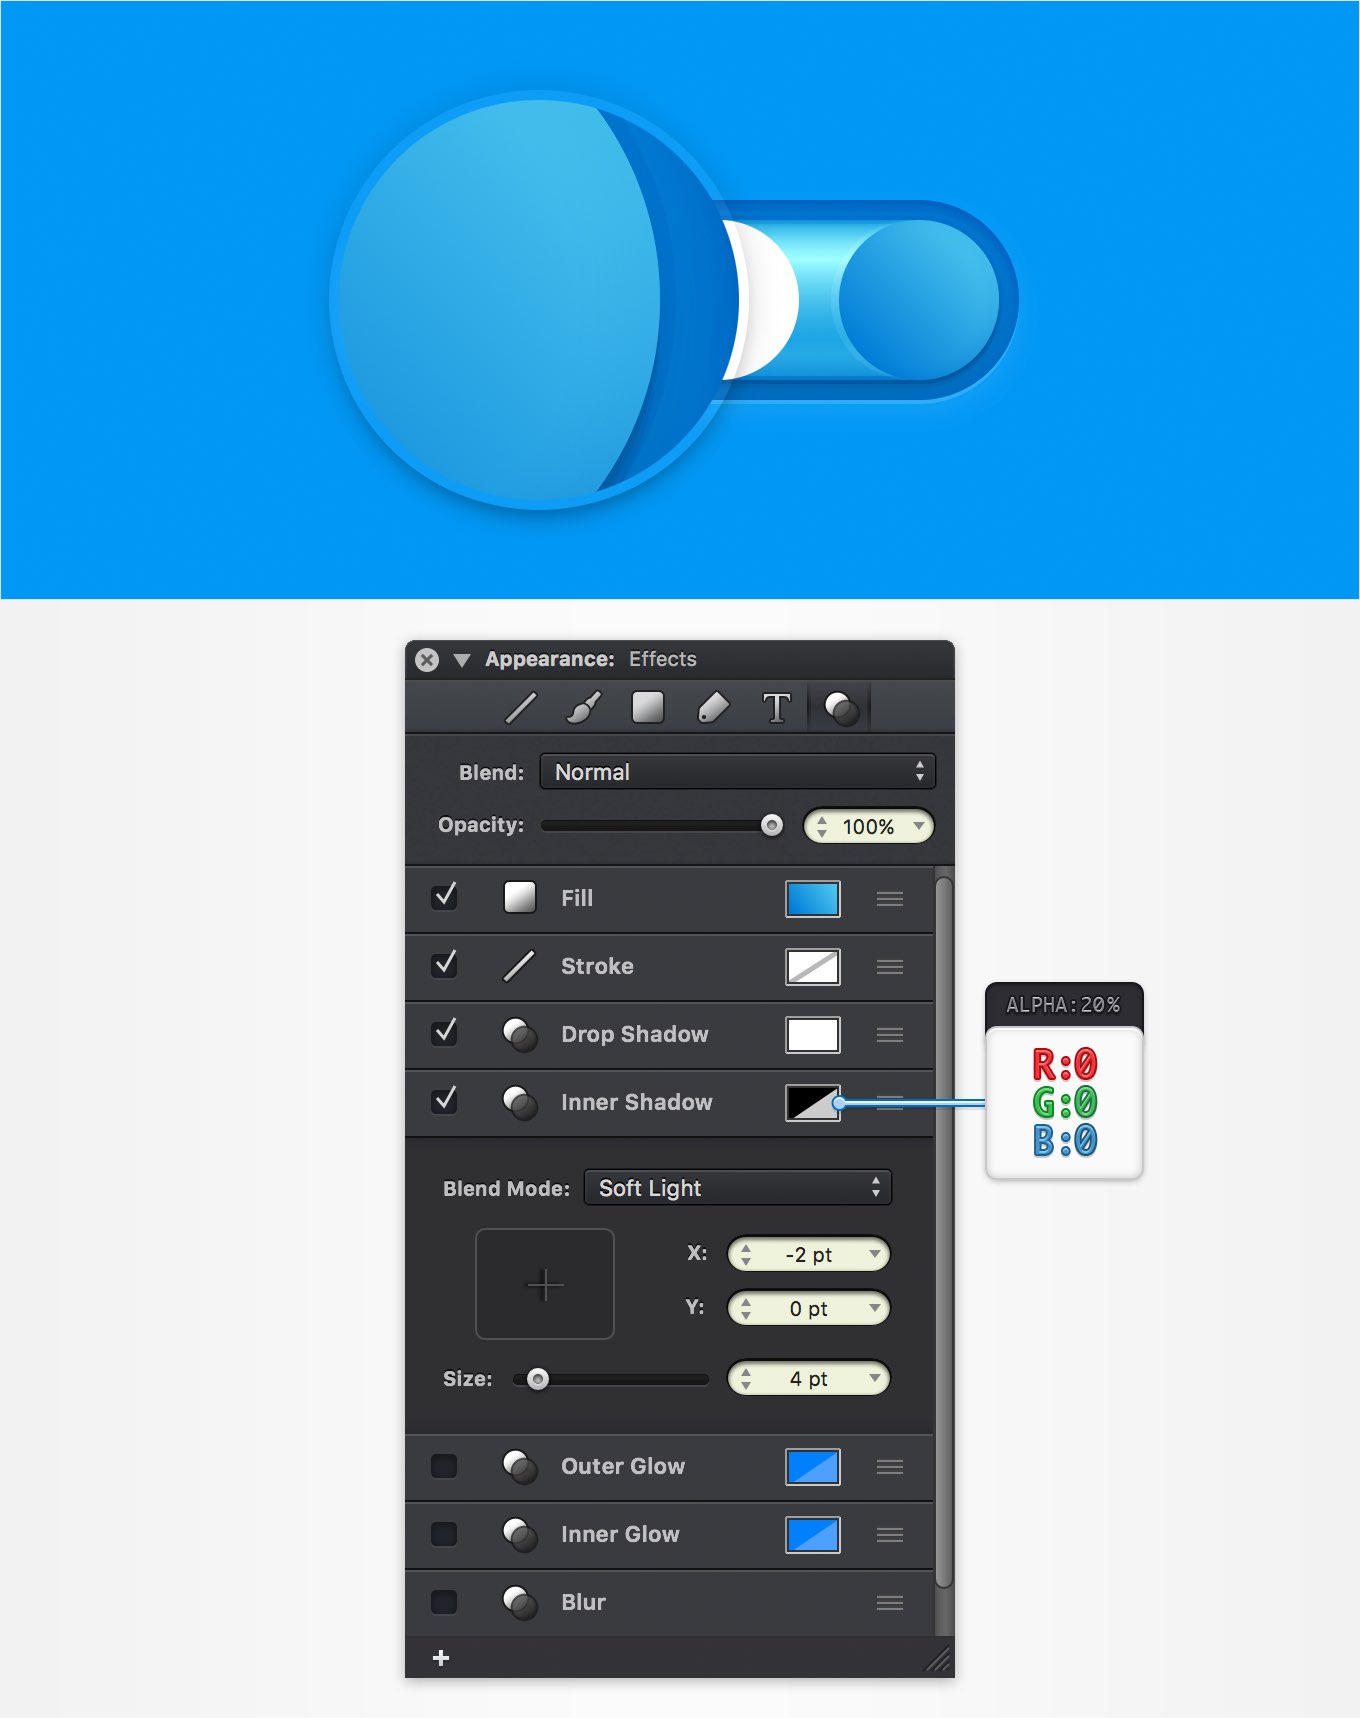 Appearance: Effects
T
Blend: Normal
Opacity: 100%
Fill
Stroke
Drop Shadow
Inner Shadow
ALPHA:20%
R:0
G:0
B:0
Blend Mode: Soft Light
X: -2 pt
Y: 0 pt
Size: 4 pt
Outer Glow
Inner Glow
Blur